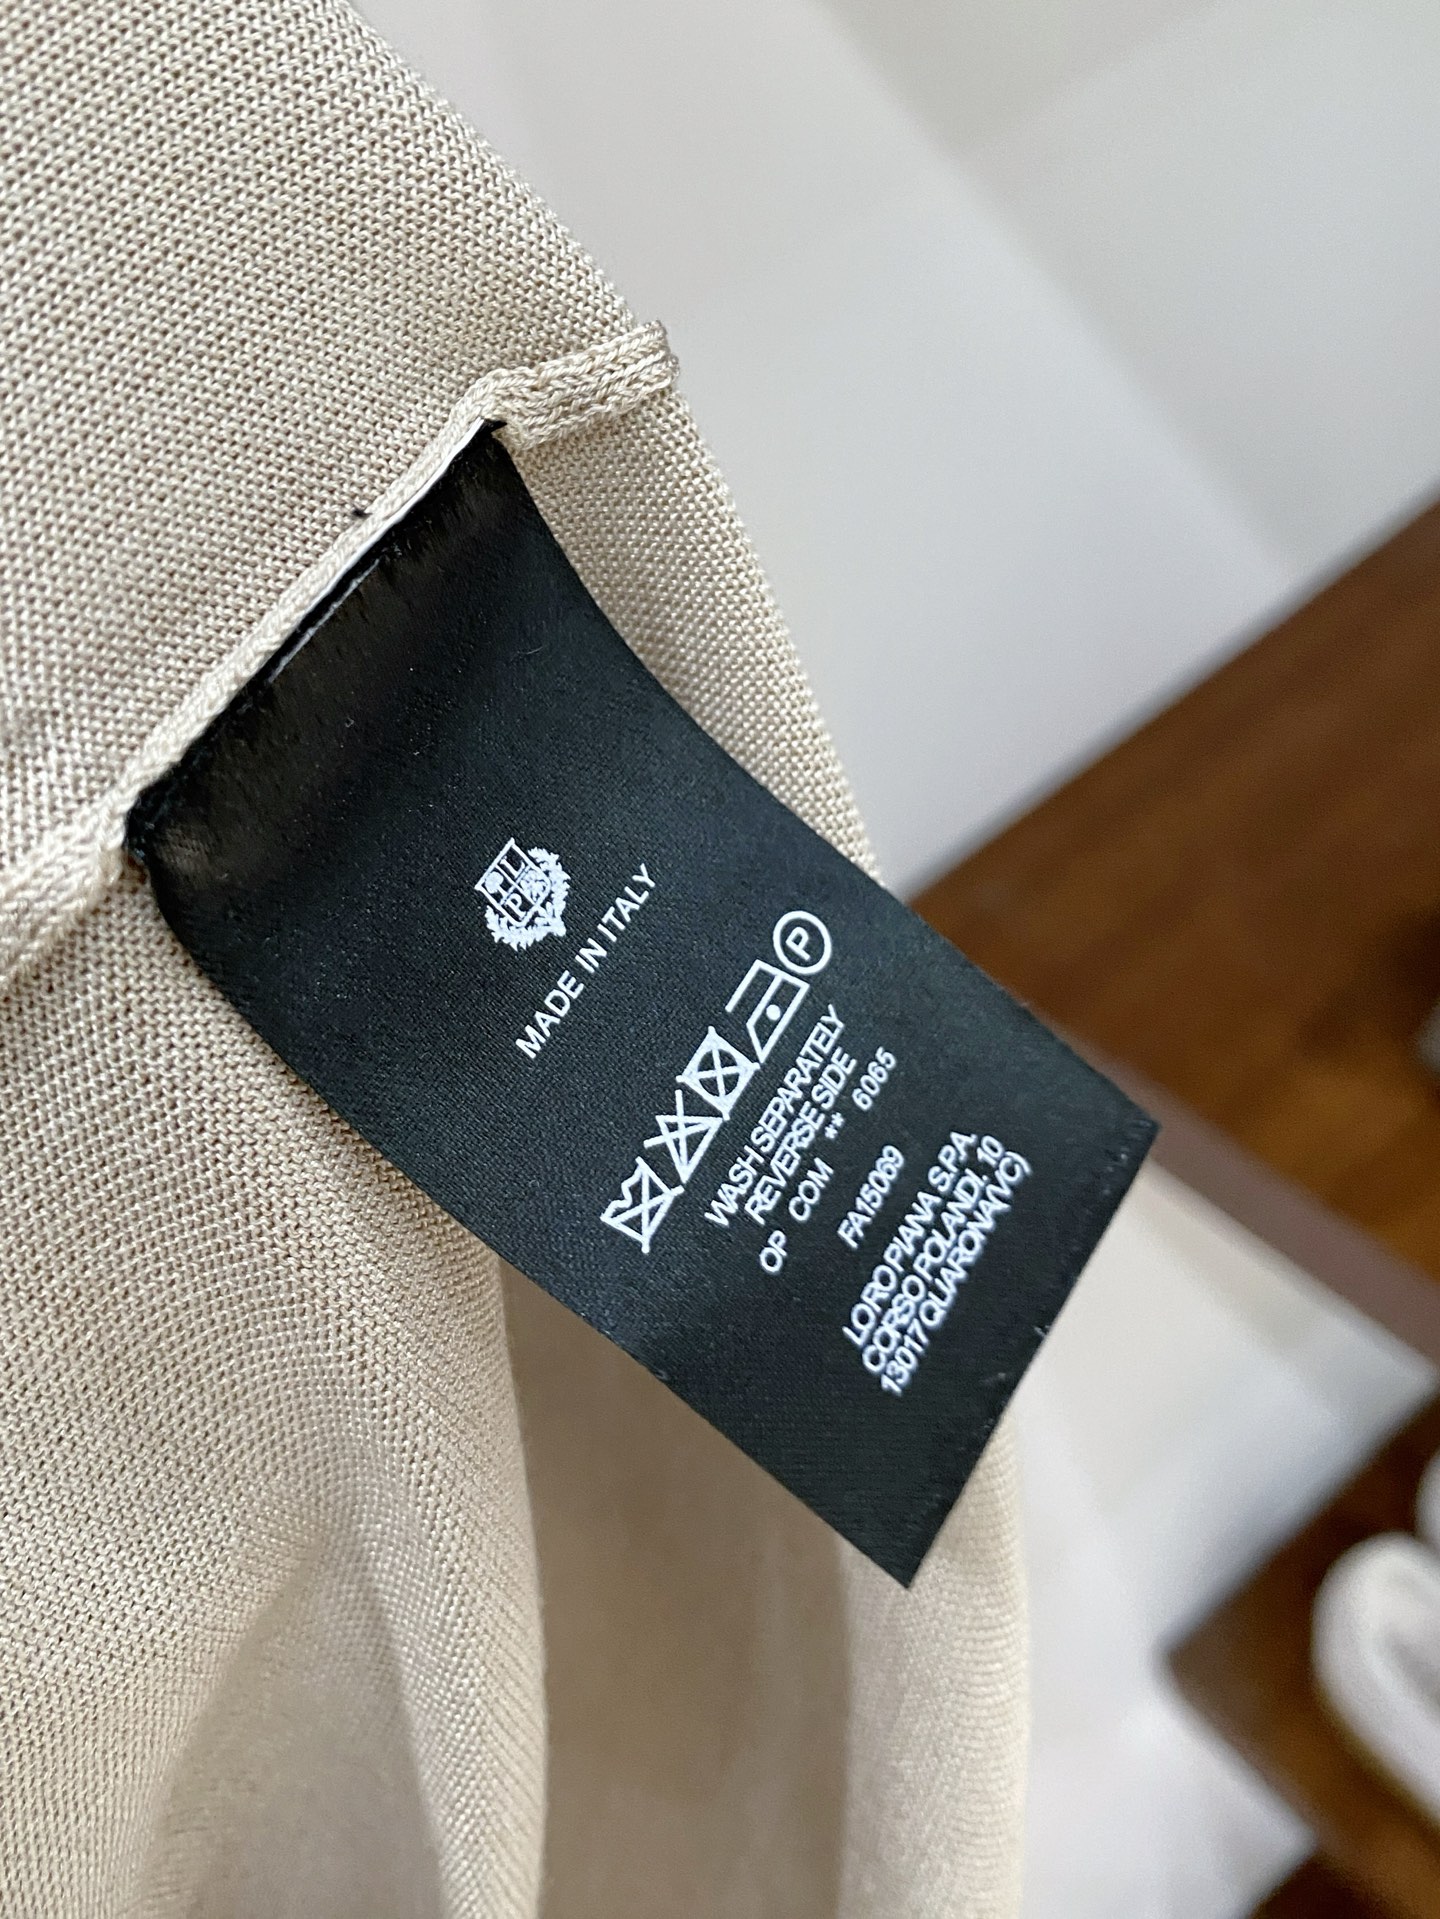 L
P
MADE IN ITALY
P
WASH SEPARATELY
REVERSE SIDE
OP COM ** 6065
FA15069
LORO PIANA S.P.A.
CORSO ROLANDI, 10
13017 QUARONA(VC)